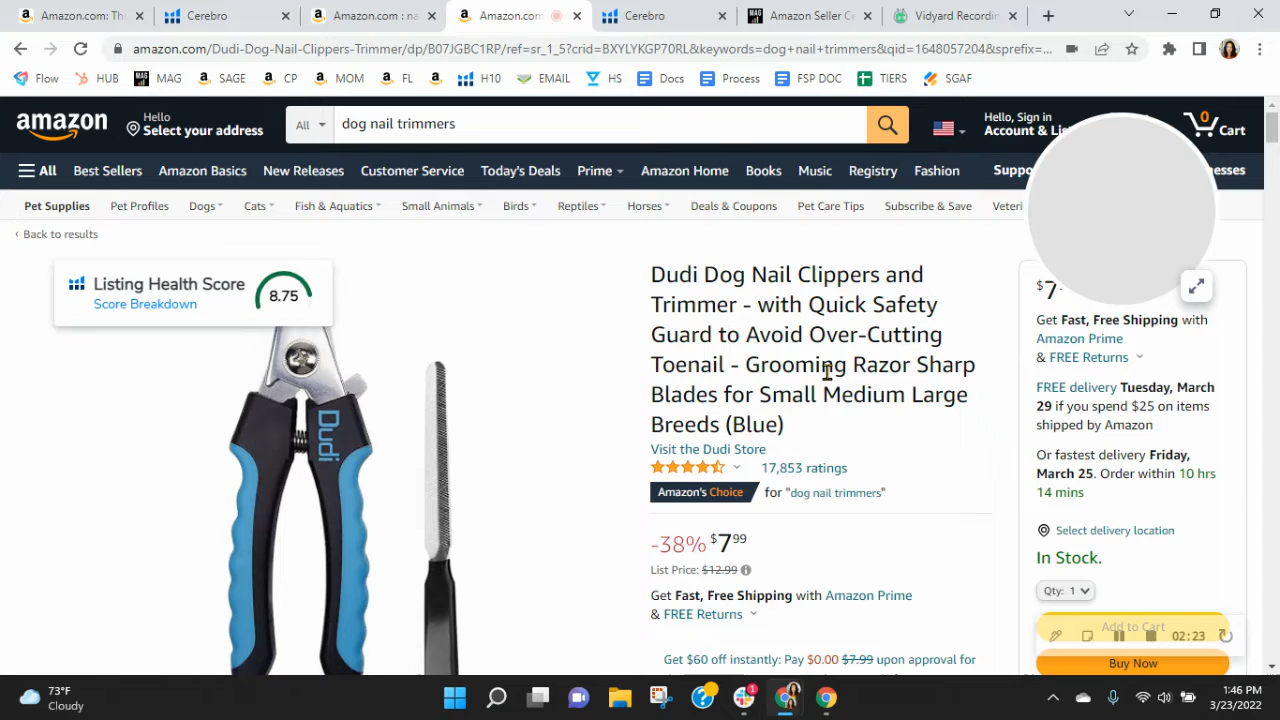 Amazon.com: Th
Cerebro
Amazon.com : na
Amazon.com
Cerebro
Amazon Seller Ce
Vidyard Recordin
amazon.com/Dudi-Dog-Nail-Clippers-Trimmer/dp/B07JGBC1RP/ref=sr_1_5?crid=BXYLYKGP70RL&keywords=dog+nail+trimmers&qid=1648057204&sprefix=...
Flow
HUB
MAG
SAGE
CP
MOM
FL
H10
EMAIL
HS
Docs
Process
FSP DOC
TIERS
SGAF
amazon
Hello
Select your address
All
dog nail trimmers
Hello, Sign in
Account & Li
0
Cart
All
Best Sellers
Amazon Basics
New Releases
Customer Service
Today's Deals
Prime
Amazon Home
Books
Music
Registry
Fashion
Pet Supplies
Pet Profiles
Dogs
Cats
Fish & Aquatics
Small Animals
Birds
Reptiles
Horses
Deals & Coupons
Pet Care Tips
Subscribe & Save
‹ Back to results
Listing Health Score
Score Breakdown
8.75
Dudi
Dudi Dog Nail Clippers and
Trimmer - with Quick Safety
Guard to Avoid Over-Cutting
Toenail - Grooming Razor Sharp
Blades for Small Medium Large
Breeds (Blue)
Visit the Dudi Store
17,853 ratings
Amazon's Choice for "dog nail trimmers"
-38% $7 99
List Price: $12.99
Get Fast, Free Shipping with Amazon Prime
& FREE Returns
Get $60 off instantly: Pay $0.00 $7.99 upon approval for
$7
Get Fast, Free Shipping with
Amazon Prime
& FREE Returns
FREE delivery Tuesday, March
29 if you spend $25 on items
shipped by Amazon
Or fastest delivery Friday,
March 25. Order within 10 hrs
14 mins
Select delivery location
In Stock.
Qty: 1
Add to Cart
02:23
Buy Now
73°F
Cloudy
1
1:46 PM
3/23/2022